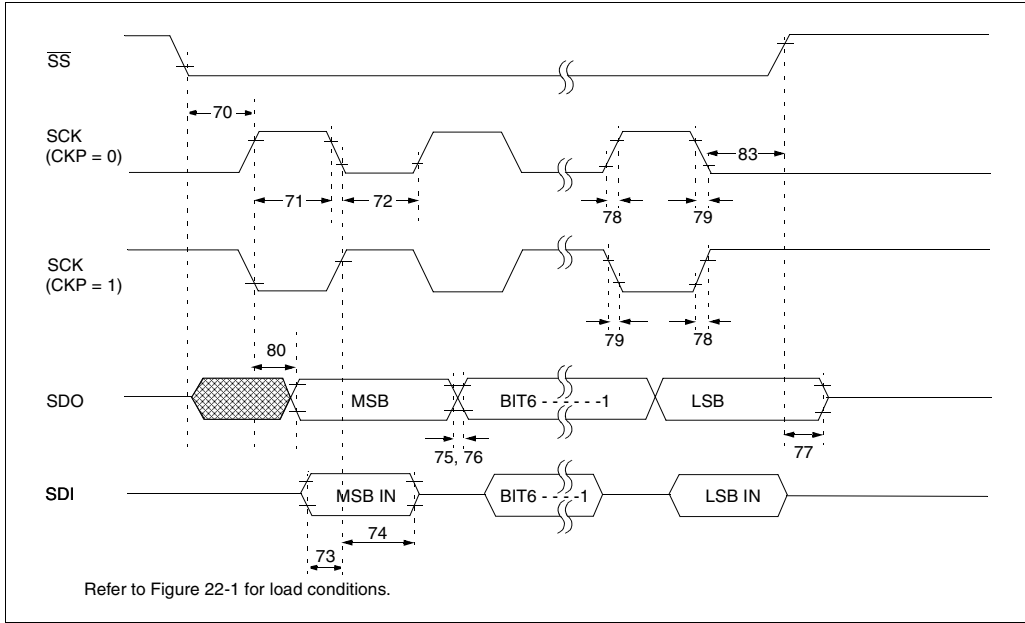 SS
70
SCK
(CKP = 0)
71
72
78
79
83
SCK
(CKP = 1)
79
78
80
SDO
MSB
BIT6 - - - - - -1
LSB
75, 76
77
SDI
MSB IN
BIT6 - - - -1
LSB IN
74
73
Refer to Figure 22-1 for load conditions.